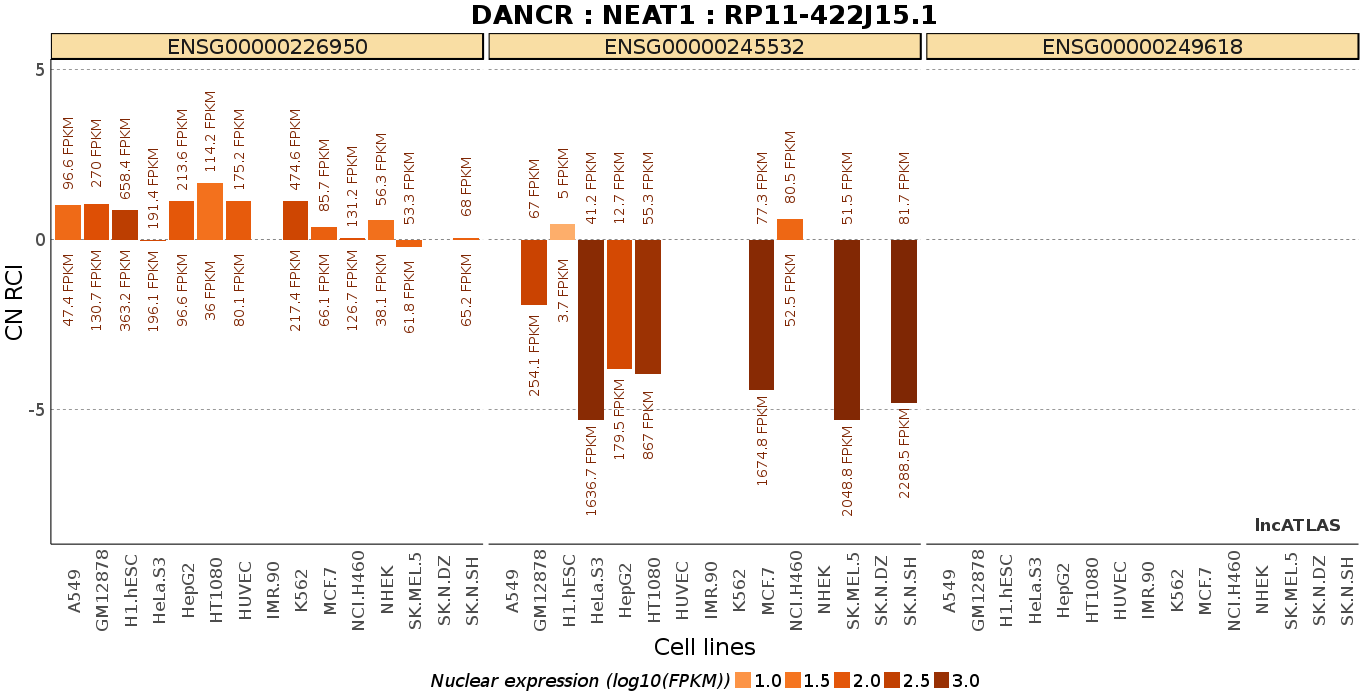 DANCR : NEAT1 : RP11-422J15.1
ENSG00000226950
ENSG00000245532
ENSG00000249618
CN RCI
5
0
-5
96.6 FPKM
270 FPKM
658.4 FPKM
191.4 FPKM
213.6 FPKM
114.2 FPKM
175.2 FPKM
474.6 FPKM
85.7 FPKM
131.2 FPKM
56.3 FPKM
53.3 FPKM
68 FPKM
47.4 FPKM
130.7 FPKM
363.2 FPKM
196.1 FPKM
96.6 FPKM
36 FPKM
80.1 FPKM
217.4 FPKM
66.1 FPKM
126.7 FPKM
38.1 FPKM
61.8 FPKM
65.2 FPKM
67 FPKM
5 FPKM
41.2 FPKM
12.7 FPKM
55.3 FPKM
77.3 FPKM
80.5 FPKM
51.5 FPKM
81.7 FPKM
254.1 FPKM
3.7 FPKM
1636.7 FPKM
179.5 FPKM
867 FPKM
1674.8 FPKM
52.5 FPKM
2048.8 FPKM
2288.5 FPKM
lncATLAS
A549
GM12878
H1.hESC
HeLa.S3
HepG2
HT1080
HUVEC
IMR.90
K562
MCF.7
NCI.H460
NHEK
SK.MEL.5
SK.N.DZ
SK.N.SH
A549
GM12878
H1.hESC
HeLa.S3
HepG2
HT1080
HUVEC
IMR.90
K562
MCF.7
NCI.H460
NHEK
SK.MEL.5
SK.N.DZ
SK.N.SH
A549
GM12878
H1.hESC
HeLa.S3
HepG2
HT1080
HUVEC
IMR.90
K562
MCF.7
NCI.H460
NHEK
SK.MEL.5
SK.N.DZ
SK.N.SH
Cell lines
Nuclear expression (log10(FPKM)) 1.0 1.5 2.0 2.5 3.0